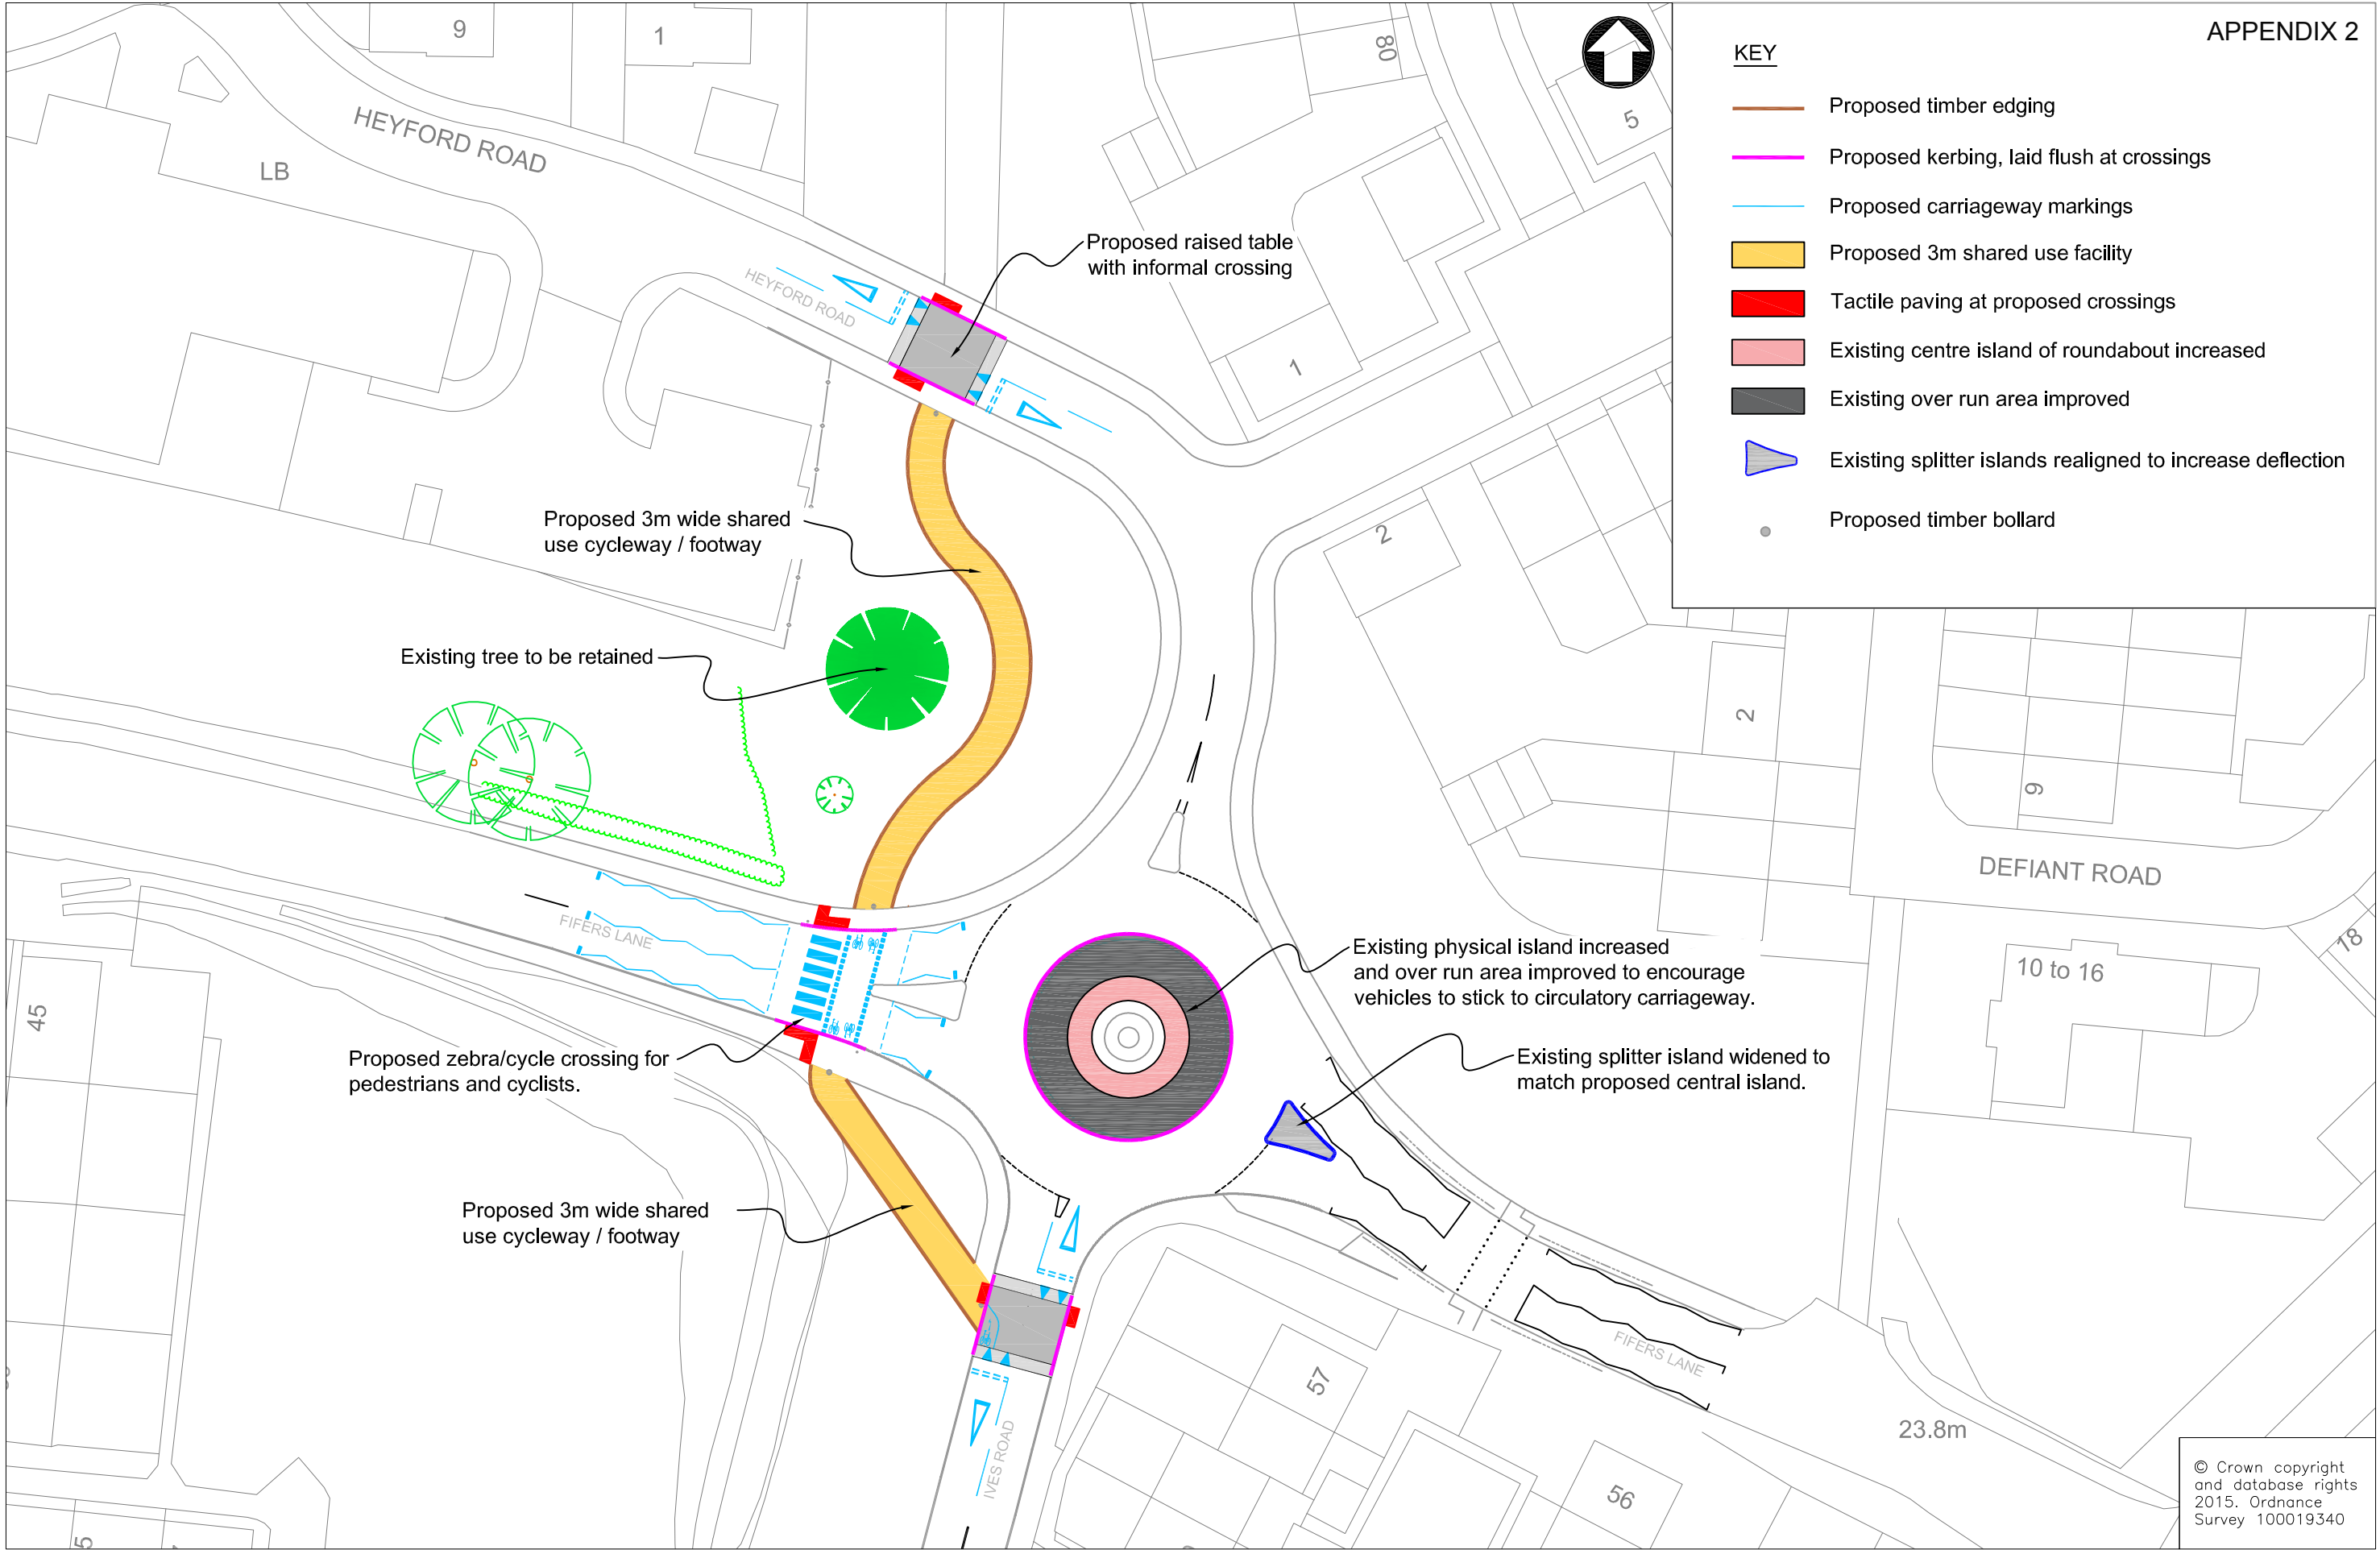 APPENDIX 2
KEY
Proposed timber edging
Proposed kerbing, laid flush at crossings
Proposed carriageway markings
Proposed 3m shared use facility
Tactile paving at proposed crossings
Existing centre island of roundabout increased
Existing over run area improved
Existing splitter islands realigned to increase deflection
Proposed timber bollard
9
1
80
5
HEYFORD ROAD
LB
Proposed raised table
with informal crossing
HEYFORD ROAD
1
Proposed 3m wide shared
use cycleway / footway
2
Existing tree to be retained
2
9
DEFIANT ROAD
FIFERS LANE
18
Existing physical island increased
and over run area improved to encourage
vehicles to stick to circulatory carriageway.
10 to 16
45
Proposed zebra/cycle crossing for
pedestrians and cyclists.
Existing splitter island widened to
match proposed central island.
Proposed 3m wide shared
use cycleway / footway
FIFERS LANE
57
23.8m
IVES ROAD
56
© Crown copyright
and database rights
2015. Ordnance
Survey 100019340